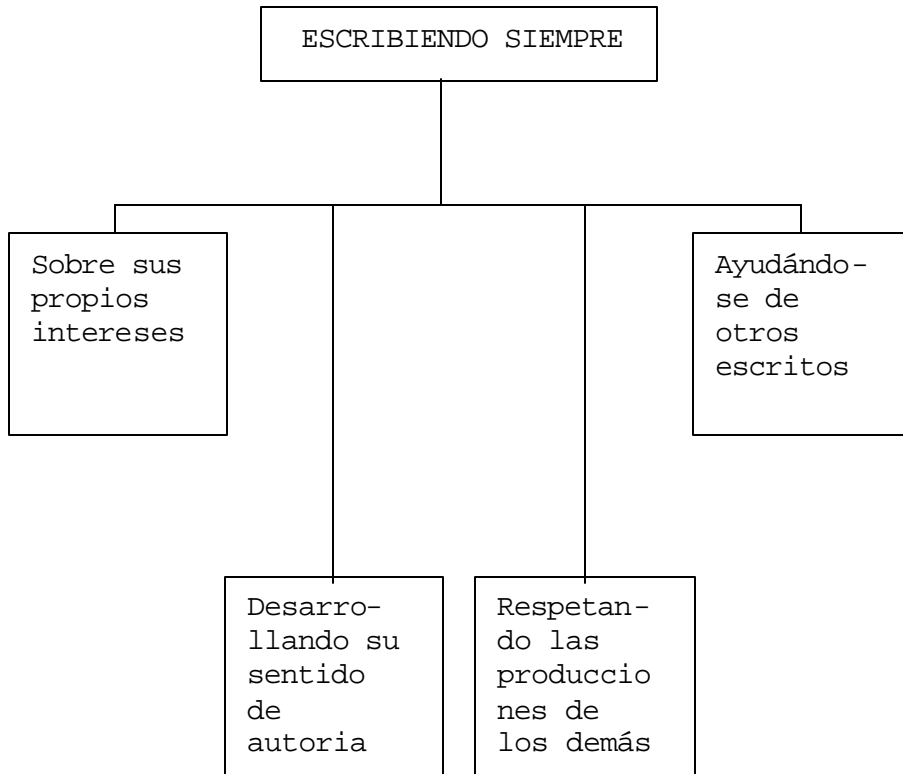 ESCRIBIENDO SIEMPRE
Sobre sus
propios
intereses
Ayudándo-
se de
otros
escritos
Desarro-
llando su
sentido
de
autoria
Respetan-
do las
produccio
nes de
los demás